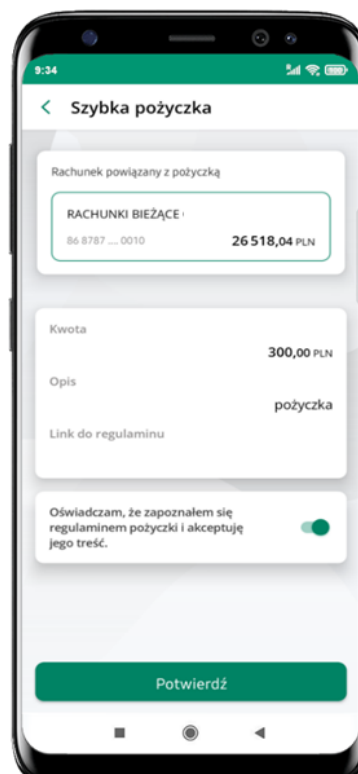 9:34
Szybka pożyczka
Rachunek powiązany z pożyczką
RACHUNKI BIEŻĄCE
86 8787 .... 0010 26 518,04 PLN
Kwota
300,00 PLN
Opis
pożyczka
Link do regulaminu
Oświadczam, że zapoznałem się
regulaminem pożyczki i akceptuję
jego treść.
Potwierdź